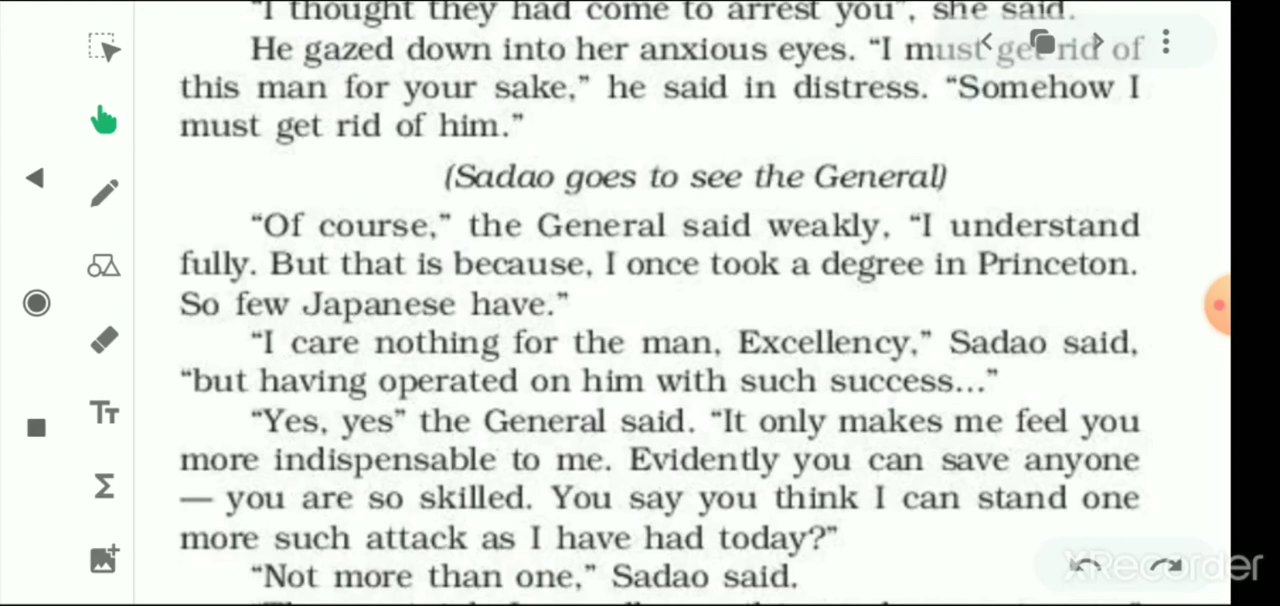 "I thought they had come to arrest you", she said.
He gazed down into her anxious eyes. "I must get rid of
this man for your sake," he said in distress. "Somehow I
must get rid of him."
(Sadao goes to see the General)
"Of course," the General said weakly, "I understand
fully. But that is because, I once took a degree in Princeton.
So few Japanese have."
"I care nothing for the man, Excellency," Sadao said,
"but having operated on him with such success..."
"Yes, yes" the General said. "It only makes me feel you
more indispensable to me. Evidently you can save anyone
— you are so skilled. You say you think I can stand one
more such attack as I have had today?"
"Not more than one," Sadao said.
XRecorder